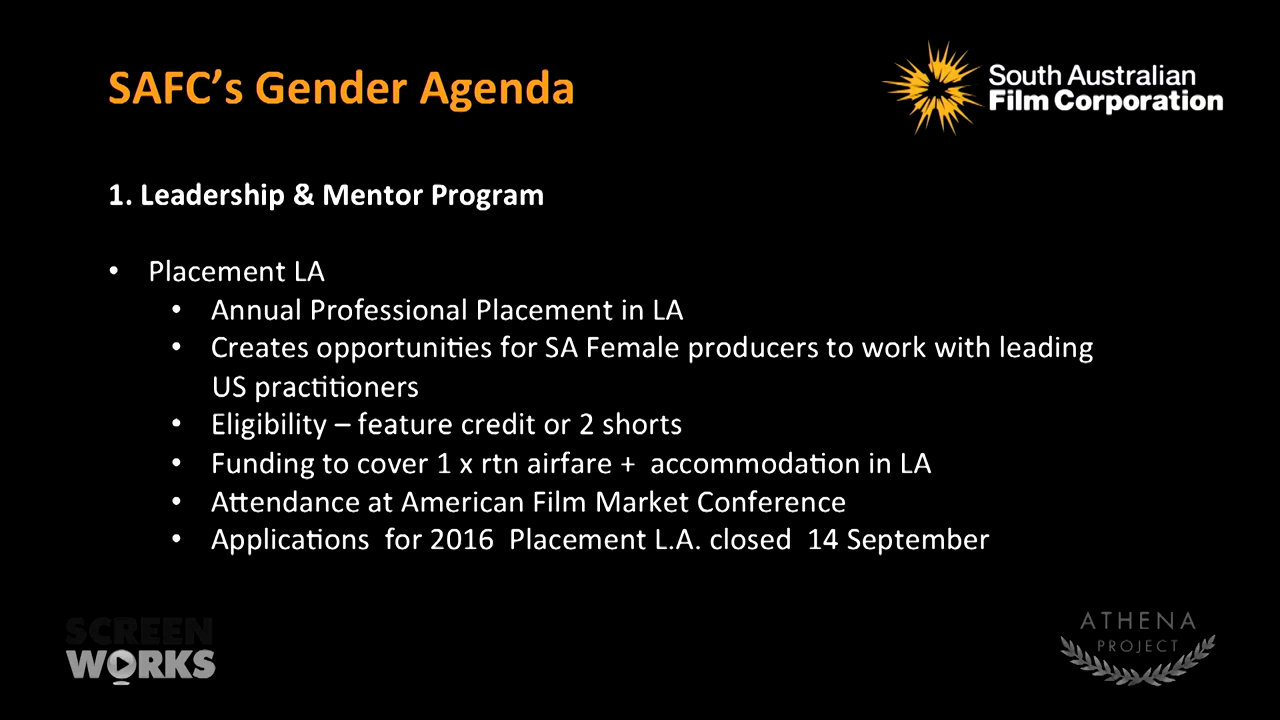 SAFC’s Gender Agenda
South Australian
Film Corporation
1. Leadership & Mentor Program
• Placement LA
• Annual Professional Placement in LA
• Creates opportunities for SA Female producers to work with leading
US practitioners
• Eligibility – feature credit or 2 shorts
• Funding to cover 1 x rtn airfare + accommodation in LA
• Attendance at American Film Market Conference
• Applications for 2016 Placement L.A. closed 14 September
SCREEN
WORKS
ATHENA
PROJECT